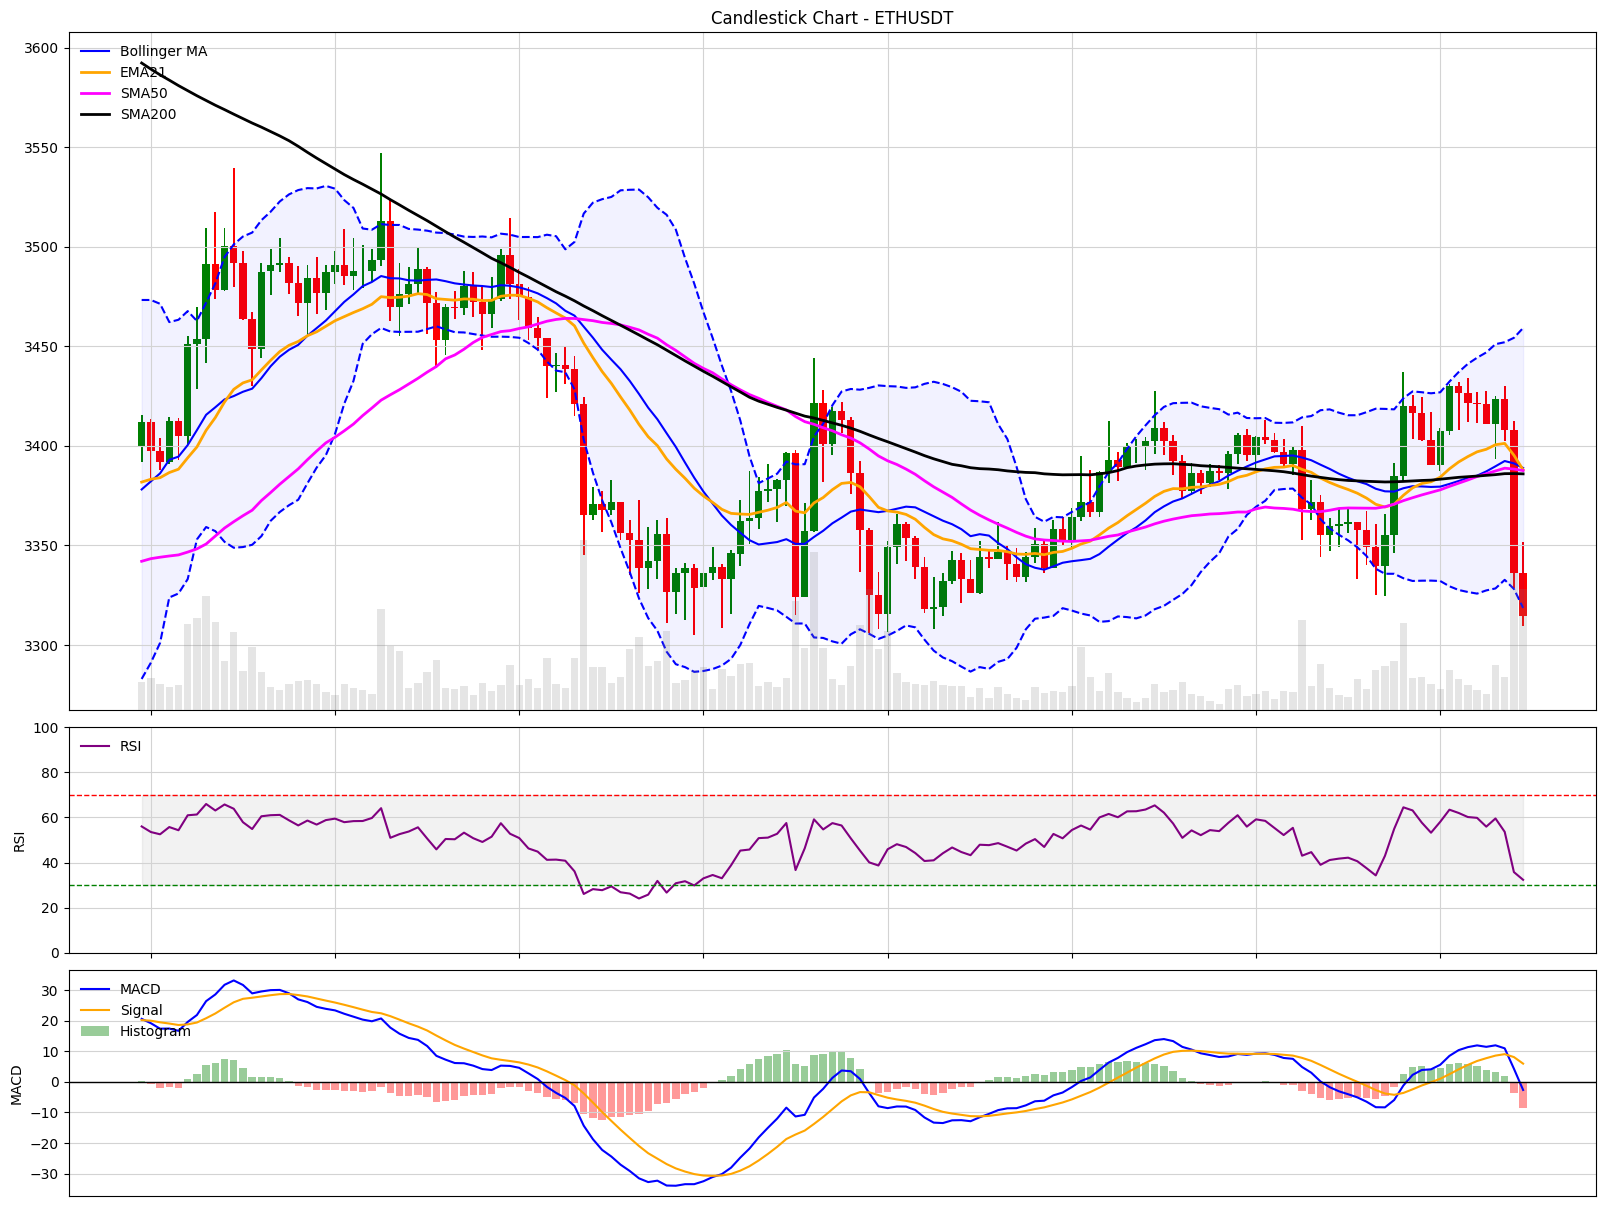 Candlestick Chart - ETHUSDT
Bollinger MA
EMA21
SMA50
SMA200
3600
3550
3500
3450
3400
3350
3300
RSI
RSI
100
80
60
40
20
0
MACD
Signal
Histogram
MACD
30
20
10
0
−10
−20
−30